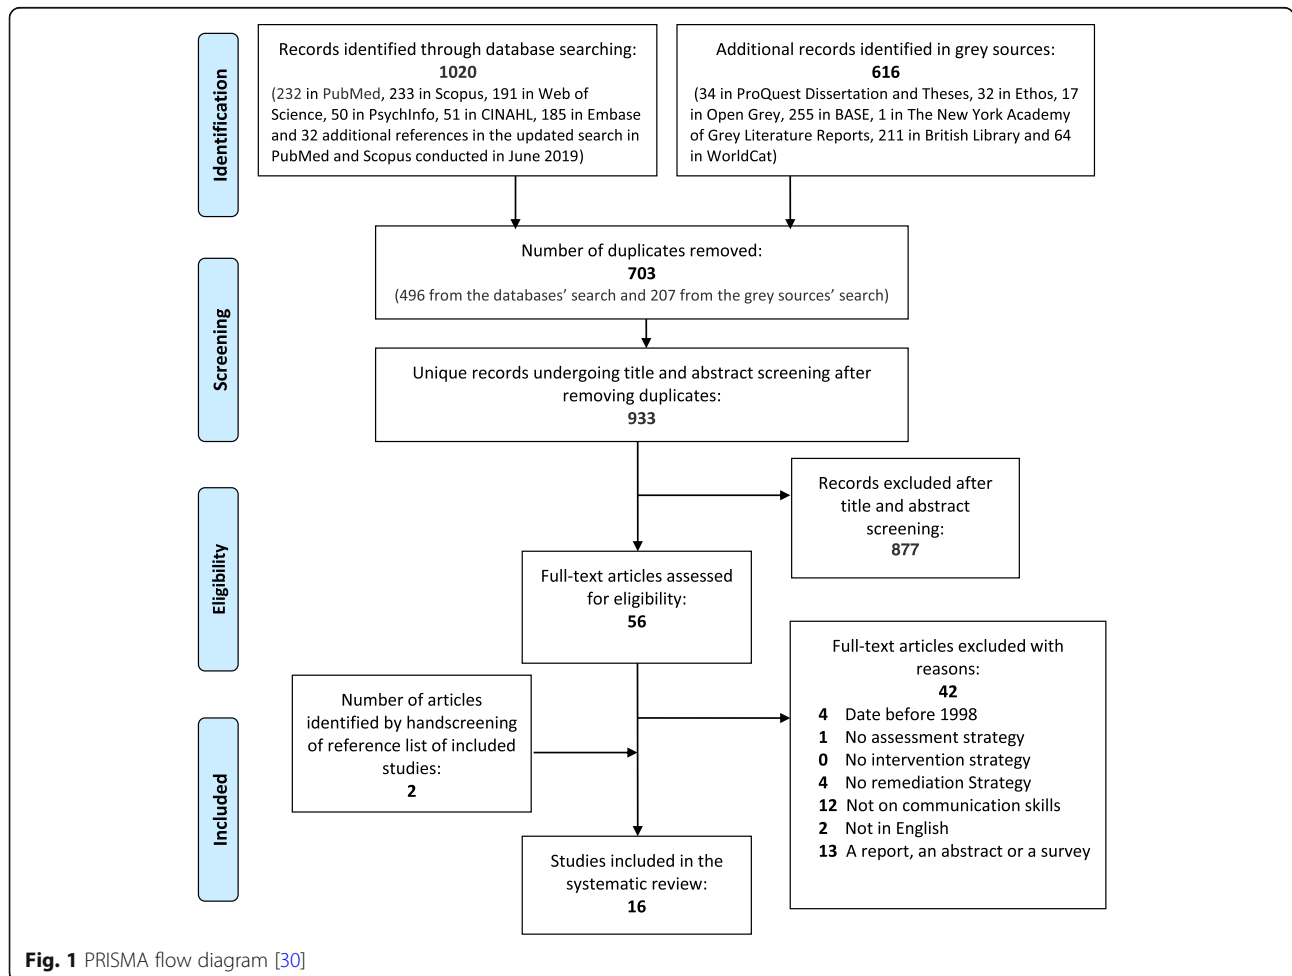 Identification
Records identified through database searching:
1020
(232 in PubMed, 233 in Scopus, 191 in Web of
Science, 50 in PsychInfo, 51 in CINAHL, 185 in Embase
and 32 additional references in the updated search in
PubMed and Scopus conducted in June 2019)
Additional records identified in grey sources:
616
(34 in ProQuest Dissertation and Theses, 32 in Ethos, 17
in Open Grey, 255 in BASE, 1 in The New York Academy
of Grey Literature Reports, 211 in British Library and 64
in WorldCat)
Screening
Number of duplicates removed:
703
(496 from the databases’ search and 207 from the grey sources’ search)
Unique records undergoing title and abstract screening after
removing duplicates:
933
Records excluded after
title and abstract
screening:
877
Eligibility
Full-text articles assessed
for eligibility:
56
Full-text articles excluded with
reasons:
42
4 Date before 1998
1 No assessment strategy
0 No intervention strategy
4 No remediation Strategy
12 Not on communication skills
2 Not in English
13 A report, an abstract or a survey
Number of articles
identified by handscreening
of reference list of included
studies:
2
Included
Studies included in the
systematic review:
16
Fig. 1 PRISMA flow diagram [30]